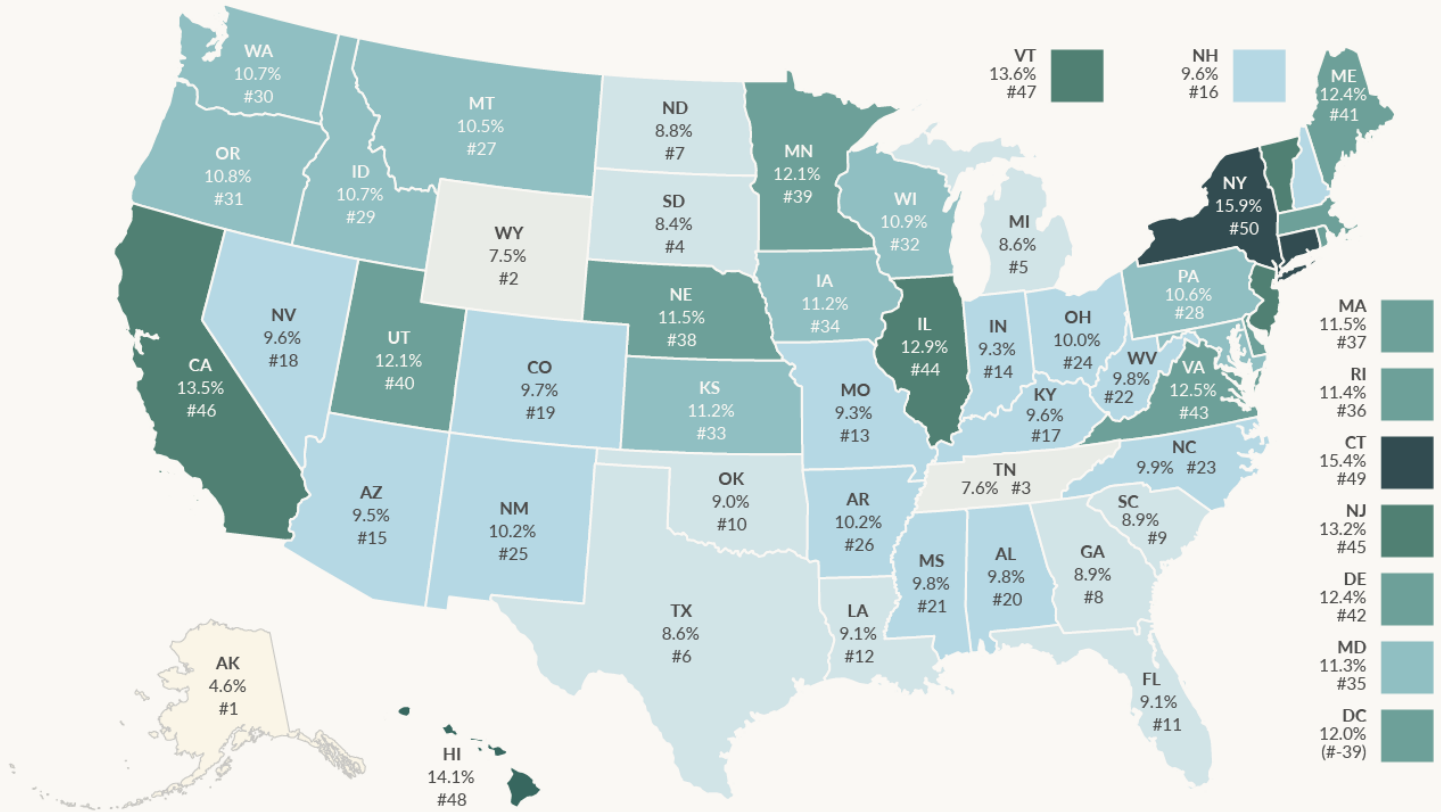 VT
13.6%
#47
NH
9.6%
#16
ME
12.4%
#41
WA
10.7%
#30
MT
10.5%
#27
ND
8.8%
#7
MN
12.1%
#39
OR
10.8%
#31
ID
10.7%
#29
WI
10.9%
#32
NY
15.9%
#50
SD
8.4%
#4
MI
8.6%
#5
WY
7.5%
#2
IA
11.2%
#34
PA
10.6%
#28
NE
11.5%
#38
NV
9.6%
#18
UT
12.1%
#40
IL
12.9%
#44
IN
9.3%
#14
OH
10.0%
#24
MA
11.5%
#37
CA
13.5%
#46
CO
9.7%
#19
WV
9.8%
#22
VA
12.5%
#43
RI
11.4%
#36
KS
11.2%
#33
MO
9.3%
#13
KY
9.6%
#17
NC
9.9% #23
CT
15.4%
#49
TN
7.6% #3
AZ
9.5%
#15
NM
10.2%
#25
OK
9.0%
#10
AR
10.2%
#26
SC
8.9%
#9
NJ
13.2%
#45
MS
9.8%
#21
AL
9.8%
#20
GA
8.9%
#8
DE
12.4%
#42
TX
8.6%
#6
LA
9.1%
#12
MD
11.3%
#35
AK
4.6%
#1
FL
9.1%
#11
DC
12.0%
(#-39)
HI
14.1%
#48